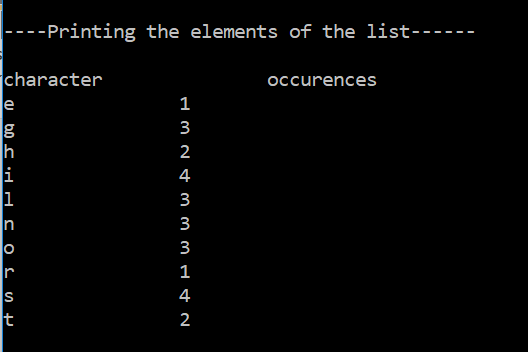 ----Printing the elements of the list------
character occurences
e 1
g 3
h 2
i 4
l 3
n 3
o 3
r 1
s 4
t 2